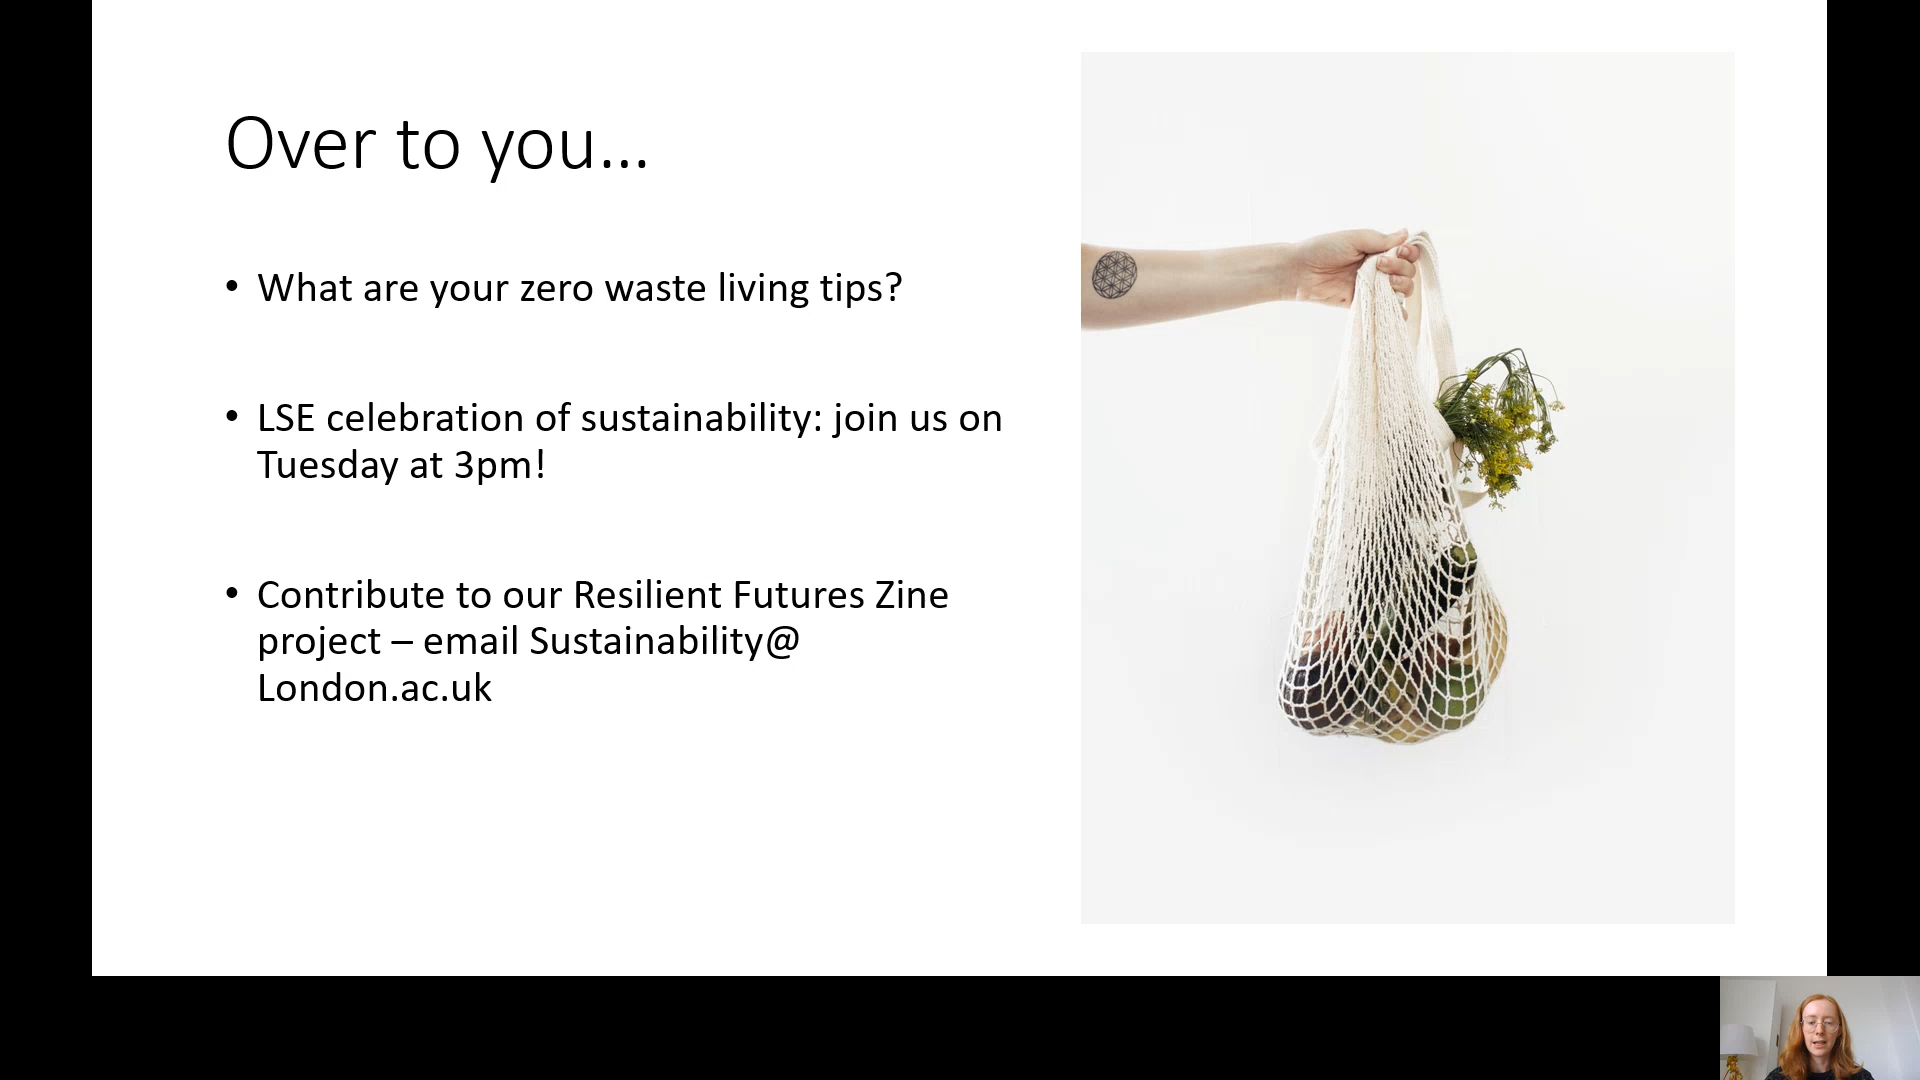 Over to you…
• What are your zero waste living tips?
• LSE celebration of sustainability: join us on
Tuesday at 3pm!
• Contribute to our Resilient Futures Zine
project – email Sustainability@
London.ac.uk